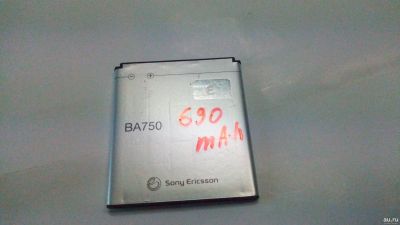 - +
BA750
690
mA·h
Sony Ericsson
au.ru